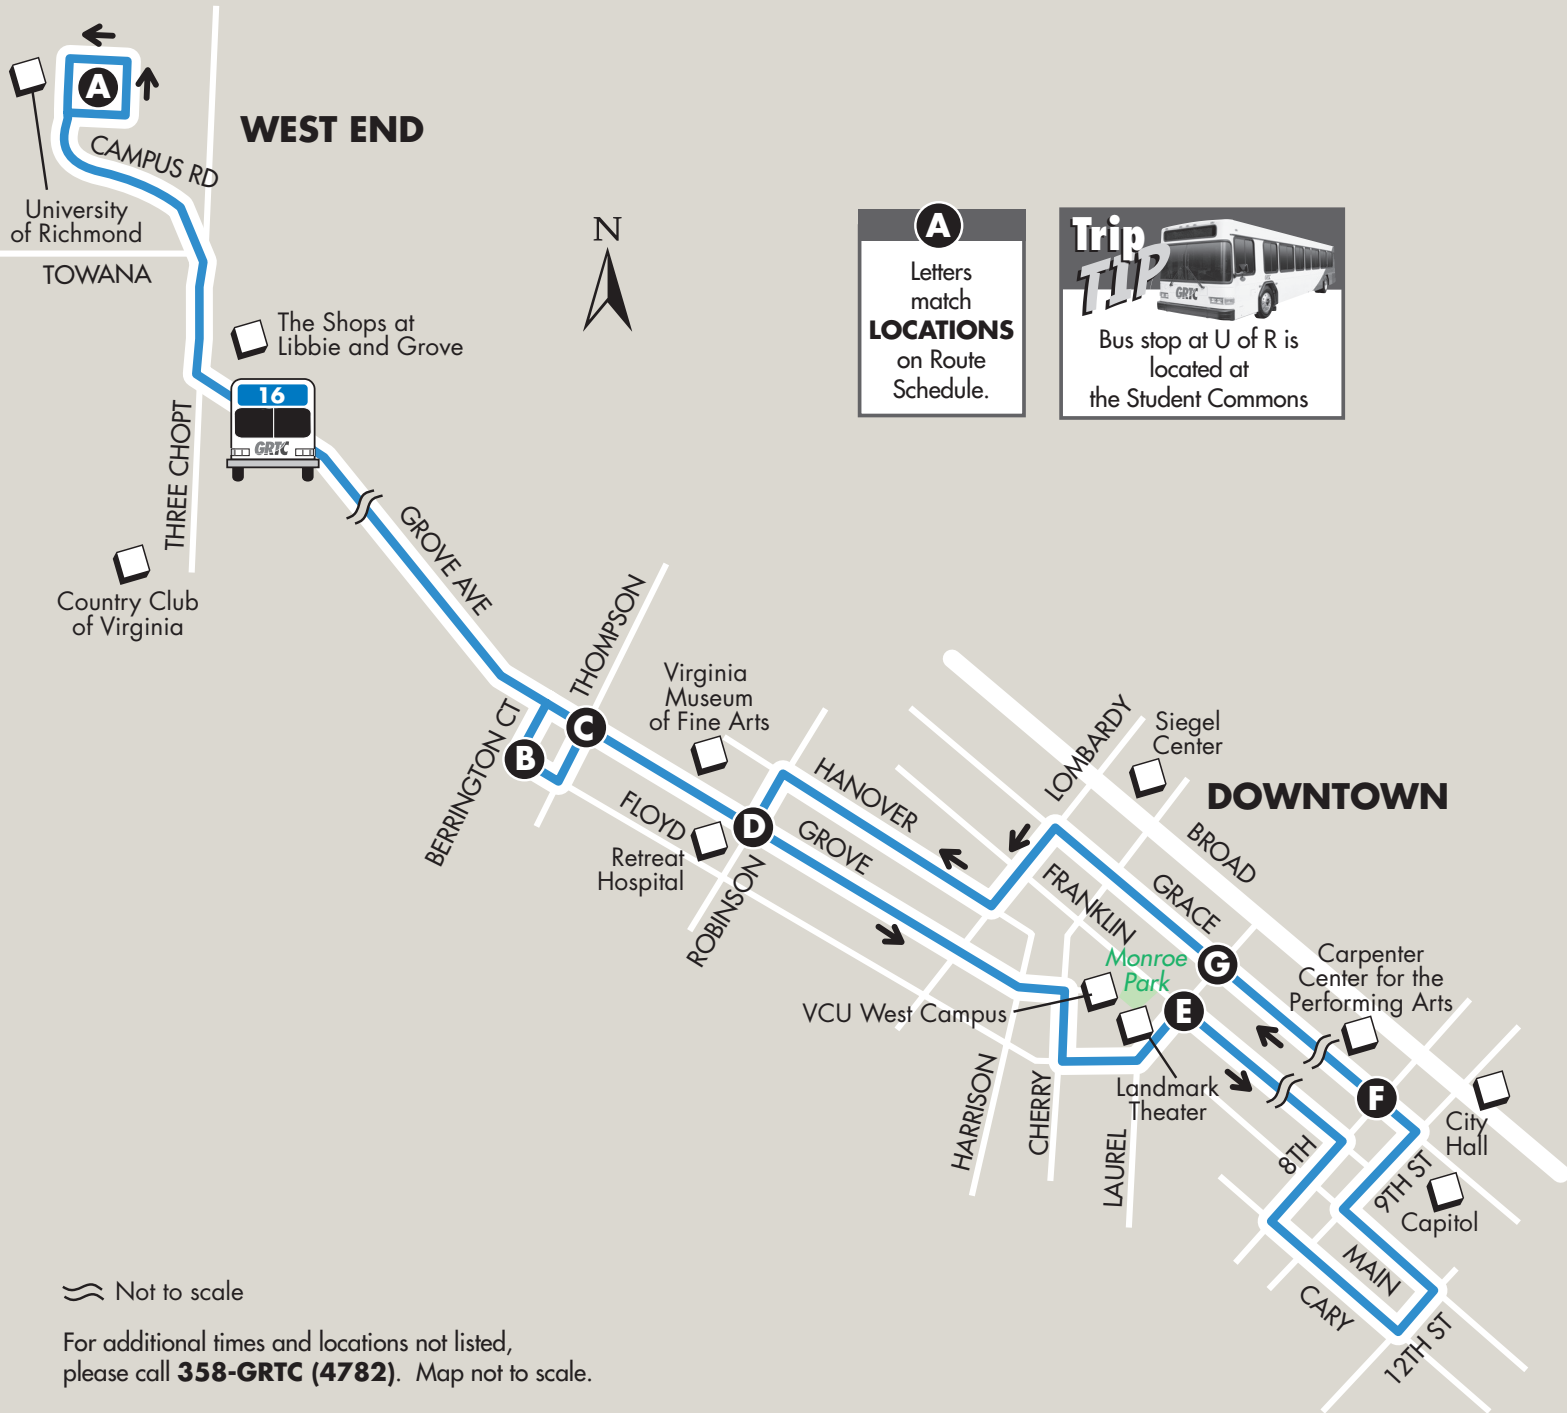 A
WEST END
CAMPUS RD
University
of Richmond
TOWANA
N
A
Letters
match
LOCATIONS
on Route
Schedule.
Trip
TIP
GRTC
Bus stop at U of R is
located at
the Student Commons
The Shops at
Libbie and Grove
16
GRTC
THREE CHOPT
GROVE AVE
Country Club
of Virginia
THOMPSON
Virginia
Museum
of Fine Arts
BERRINGTON CT
C
B
LOMBARDY
Siegel
Center
DOWNTOWN
HANOVER
FLOYD
D
GROVE
BROAD
Retreat
Hospital
ROBINSON
FRANKLIN
GRACE
Monroe
Park
G
Carpenter
Center for the
Performing Arts
VCU West Campus
E
HARRISON
CHERRY
Landmark
Theater
LAUREL
F
City
Hall
8TH
9TH ST
Capitol
MAIN
CARY
12TH ST
Not to scale
For additional times and locations not listed,
please call 358-GRTC (4782). Map not to scale.